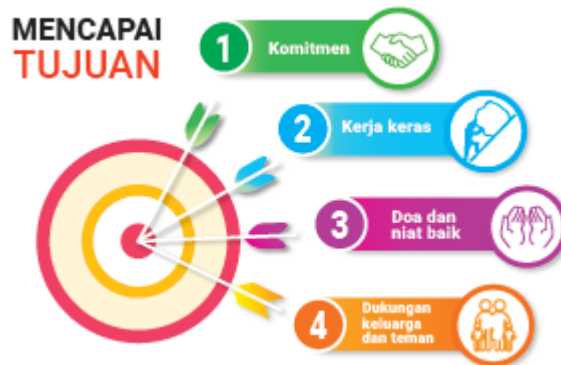 MENCAPAI
TUJUAN
1
Komitmen
2
Kerja keras
3
Doa dan
niat baik
4
Dukungan
keluarga
dan teman